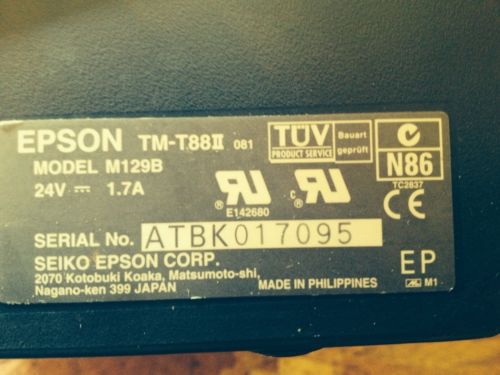 EPSON TM-T88II 081
MODEL M129B
24V 1.7A
TÜV
PRODUCT SERVICE
Bauart
geprüft
N86
TC2837
E142680
CE
SERIAL No. ATBK017095
SEIKO EPSON CORP.
2070 Kotobuki Koaka, Matsumoto-shi,
Nagano-ken 399 JAPAN
MADE IN PHILIPPINES
EP
M1